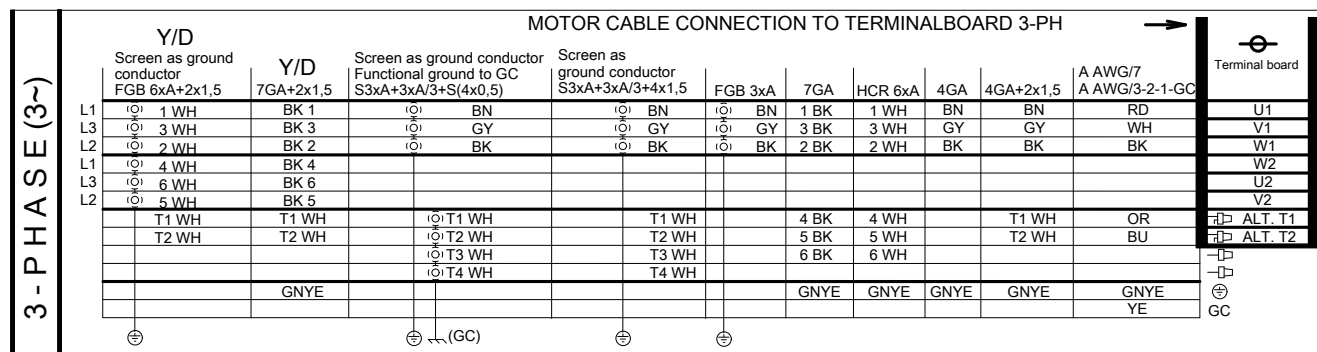 MOTOR CABLE CONNECTION TO TERMINALBOARD 3-PH
3 - PHASE (3~)
Y/D
Screen as ground
conductor
FGB 6xA+2x1,5
Y/D
7GA+2x1,5
Screen as ground conductor
Functional ground to GC
S3xA+3xA/3+S(4x0,5)
Screen as
ground conductor
S3xA+3xA/3+4x1,5
FGB 3xA
7GA
HCR 6xA
4GA
4GA+2x1,5
A AWG/7
A AWG/3-2-1-GC
Terminal board
L1 1 WH BK 1 BN BN BN 1 BK 1 WH BN BN RD U1
L3 3 WH BK 3 GY GY GY 3 BK 3 WH GY GY WH V1
L2 2 WH BK 2 BK BK BK 2 BK 2 WH BK BK BK W1
L1 4 WH BK 4 W2
L3 6 WH BK 6 U2
L2 5 WH BK 5 V2
T1 WH T1 WH T1 WH T1 WH 4 BK 4 WH T1 WH OR ALT. T1
T2 WH T2 WH T2 WH T2 WH 5 BK 5 WH T2 WH BU ALT. T2
T3 WH T3 WH 6 BK 6 WH
T4 WH T4 WH
GNYE GNYE GNYE GNYE GNYE GNYE
YE GC
(GC)